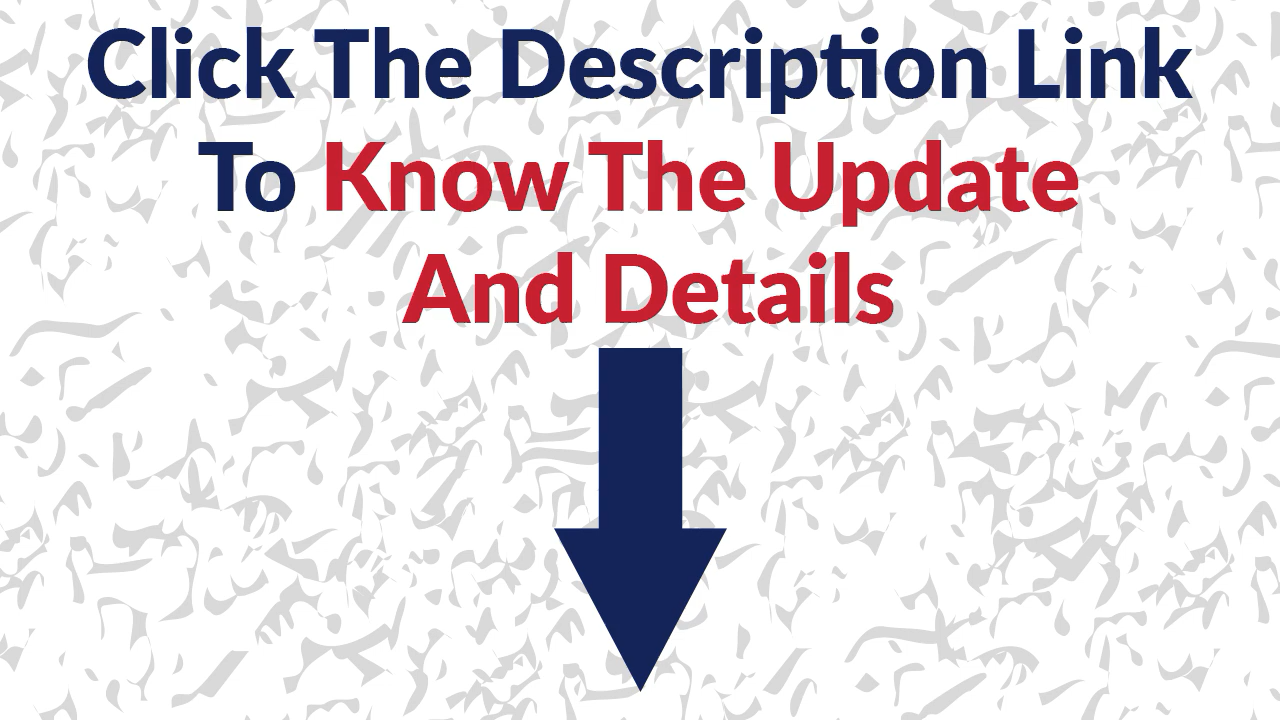 Click The Description Link
To Know The Update
And Details